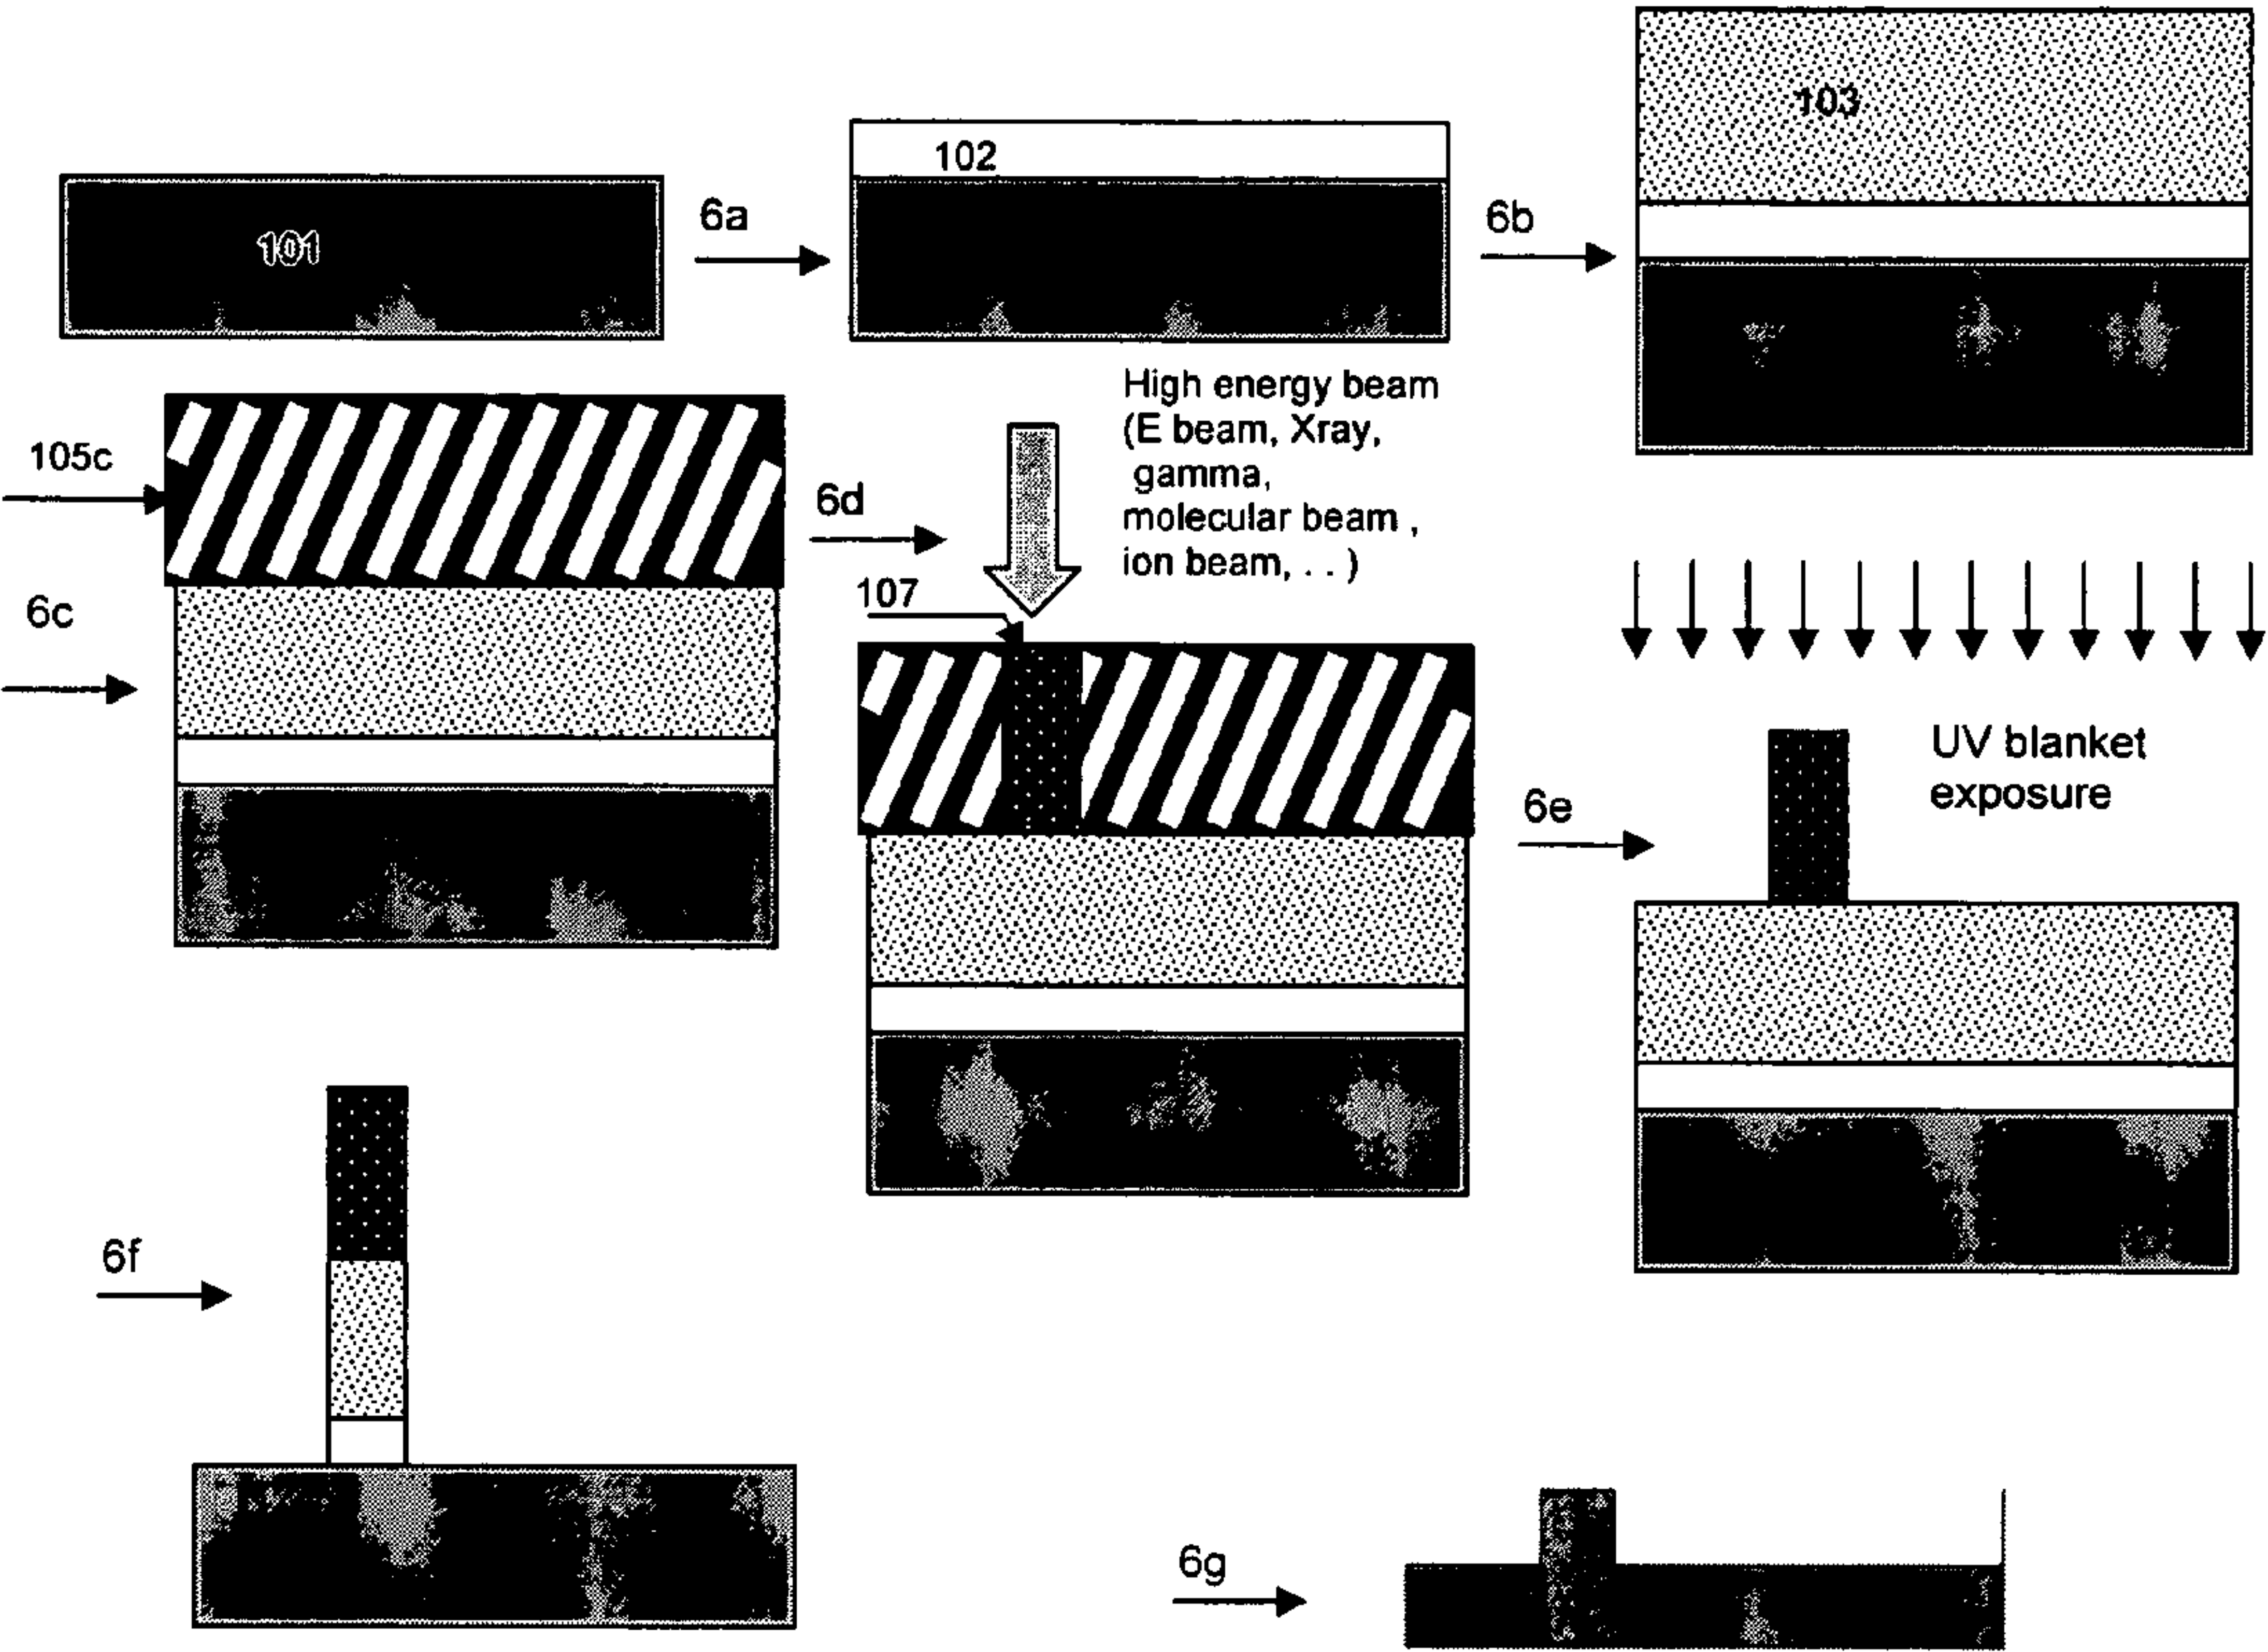 103
102
101
6a
6b
High energy beam
(E beam, Xray,
gamma,
molecular beam ,
ion beam, . . )
105c
6d
107
6c
UV blanket
exposure
6e
6f
6g